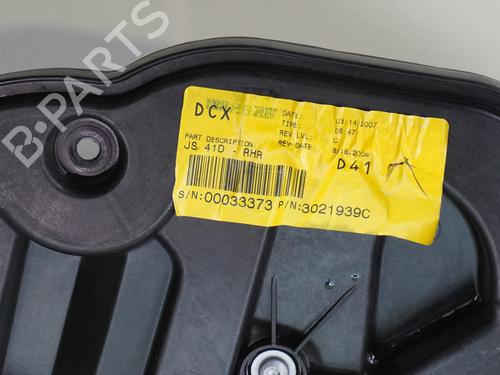 B-PARTS
DCX
DATE: 03/14/2007
TIME: 08:47
REV LVL: C
REV DATE:
PART DESCRIPTION:
JS 41D - RHR
D41
S/N:00033373 P/N:3021939C